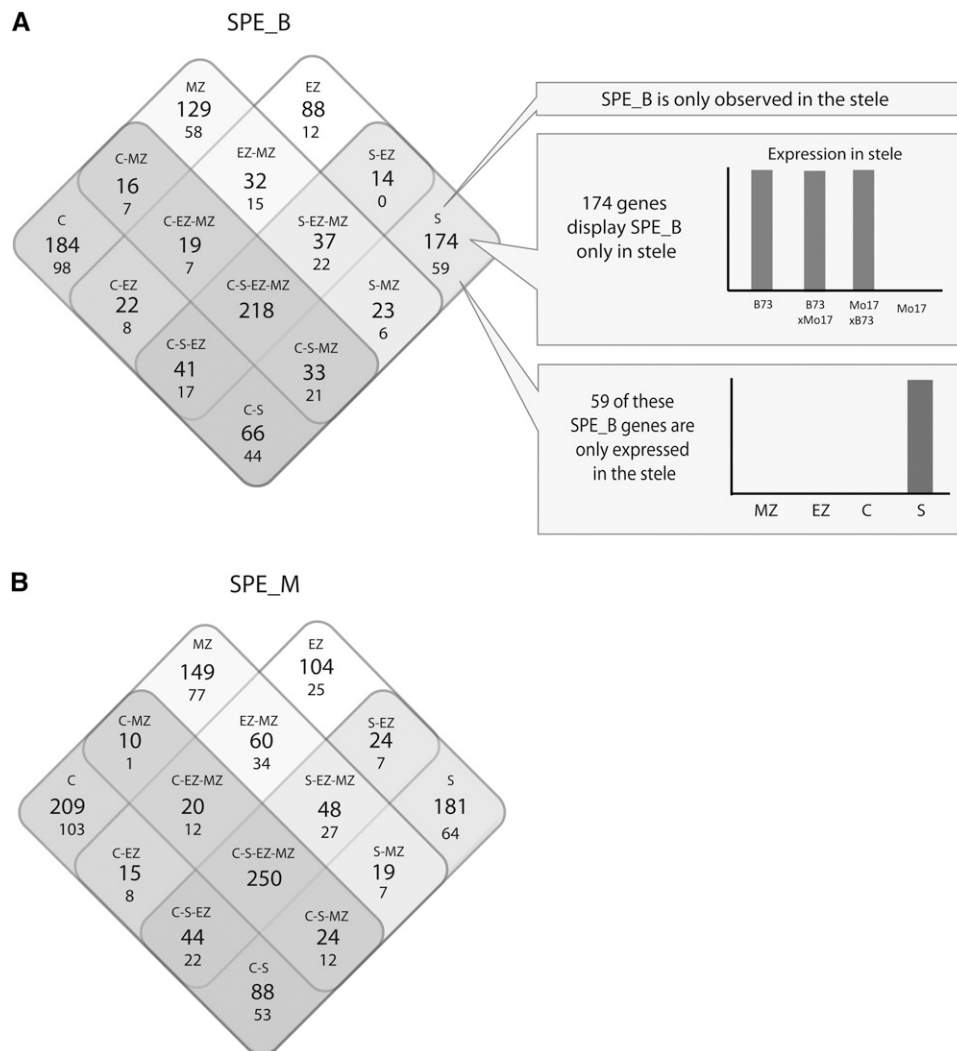 A
SPE_B
MZ
129
58
EZ
88
12
C-MZ
16
7
EZ-MZ
32
15
S-EZ
14
0
C
184
98
C-EZ-MZ
19
7
S-EZ-MZ
37
22
S
174
59
C-EZ
22
8
C-S-EZ-MZ
218
S-MZ
23
6
C-S-EZ
41
17
C-S-MZ
33
21
C-S
66
44
SPE_B is only observed in the stele
174 genes
display SPE_B
only in stele
Expression in stele
B73
B73
xMo17
Mo17
xB73
Mo17
59 of these
SPE_B genes are
only expressed
in the stele
MZ EZ C S
B
SPE_M
MZ
149
77
EZ
104
25
C-MZ
10
1
EZ-MZ
60
34
S-EZ
24
7
C
209
103
C-EZ-MZ
20
12
S-EZ-MZ
48
27
S
181
64
C-EZ
15
8
C-S-EZ-MZ
250
S-MZ
19
7
C-S-EZ
44
22
C-S-MZ
24
12
C-S
88
53